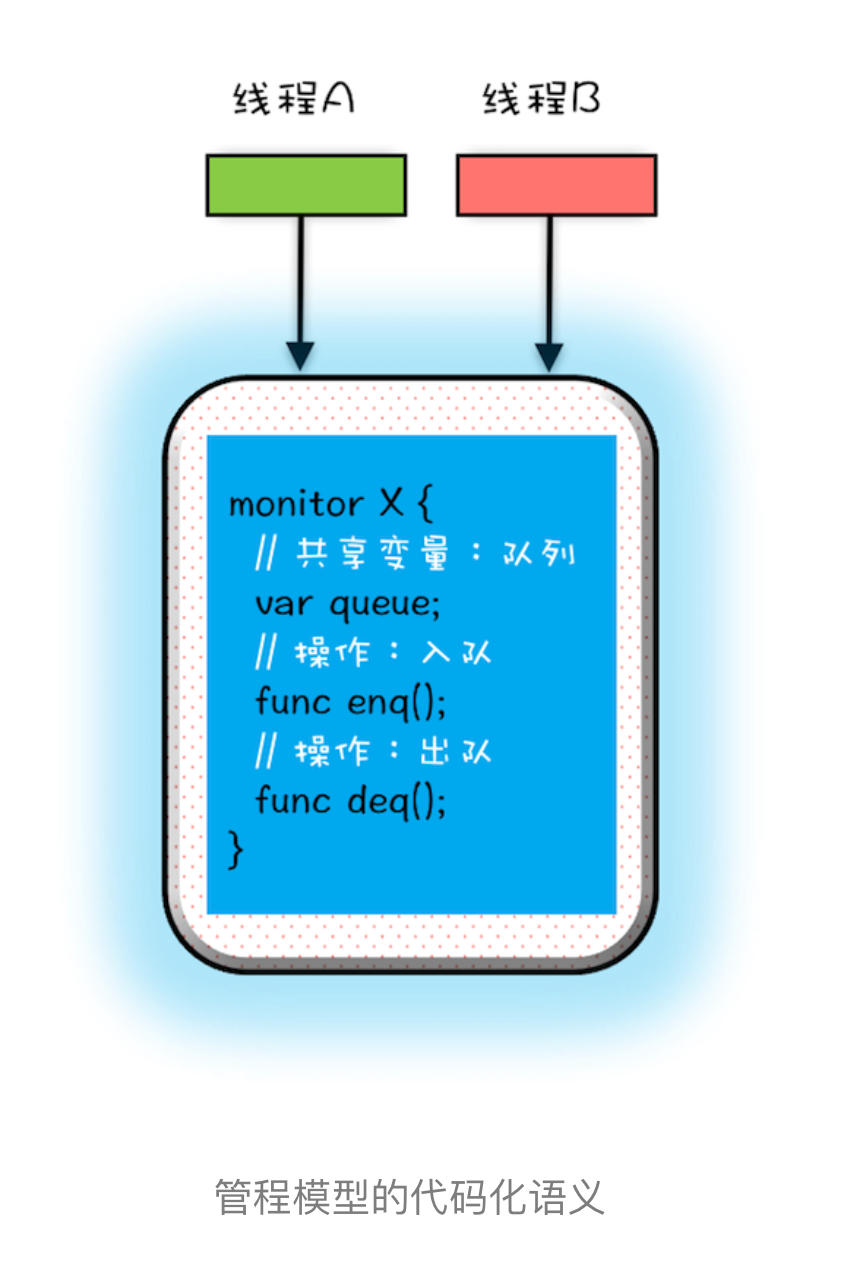 线程A
线程B
monitor X {
// 共享变量：队列
var queue;
// 操作：入队
func enq();
// 操作：出队
func deq();
}
管程模型的代码化语义